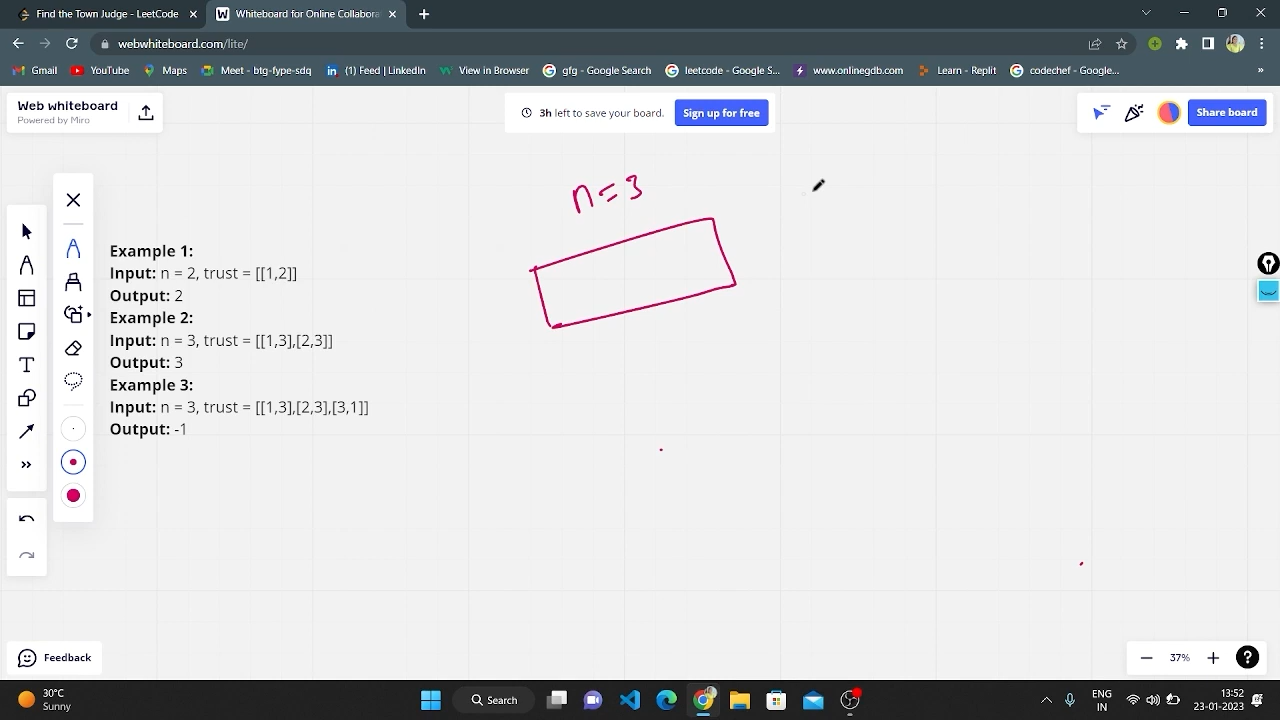 Find the Town Judge - LeetCode
Whiteboard for Online Collabora
webwhiteboard.com/lite/
Gmail
YouTube
Maps
Meet - btg-fype-sdq
(1) Feed | LinkedIn
View in Browser
gfg - Google Search
leetcode - Google S...
www.onlinegdb.com
Learn - Replit
codechef - Google...
»
Web whiteboard
Powered by Miro
3h left to save your board.
Sign up for free
Share board
n=3
Example 1:
Input: n = 2, trust = [[1,2]]
Output: 2
Example 2:
Input: n = 3, trust = [[1,3],[2,3]]
Output: 3
Example 3:
Input: n = 3, trust = [[1,3],[2,3],[3,1]]
Output: -1
Feedback
37%
?
30°C
Sunny
Search
ENG
IN
13:52
23-01-2023